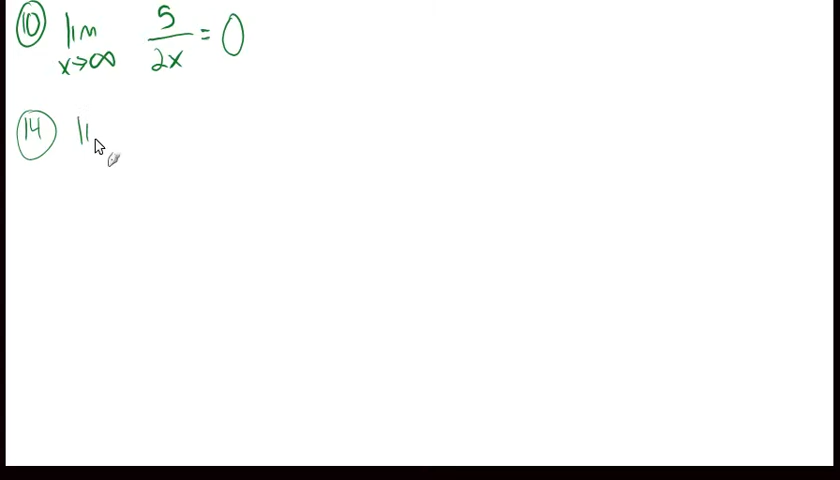 ⑩ lim x→∞ 5/2x = 0
⑭ li